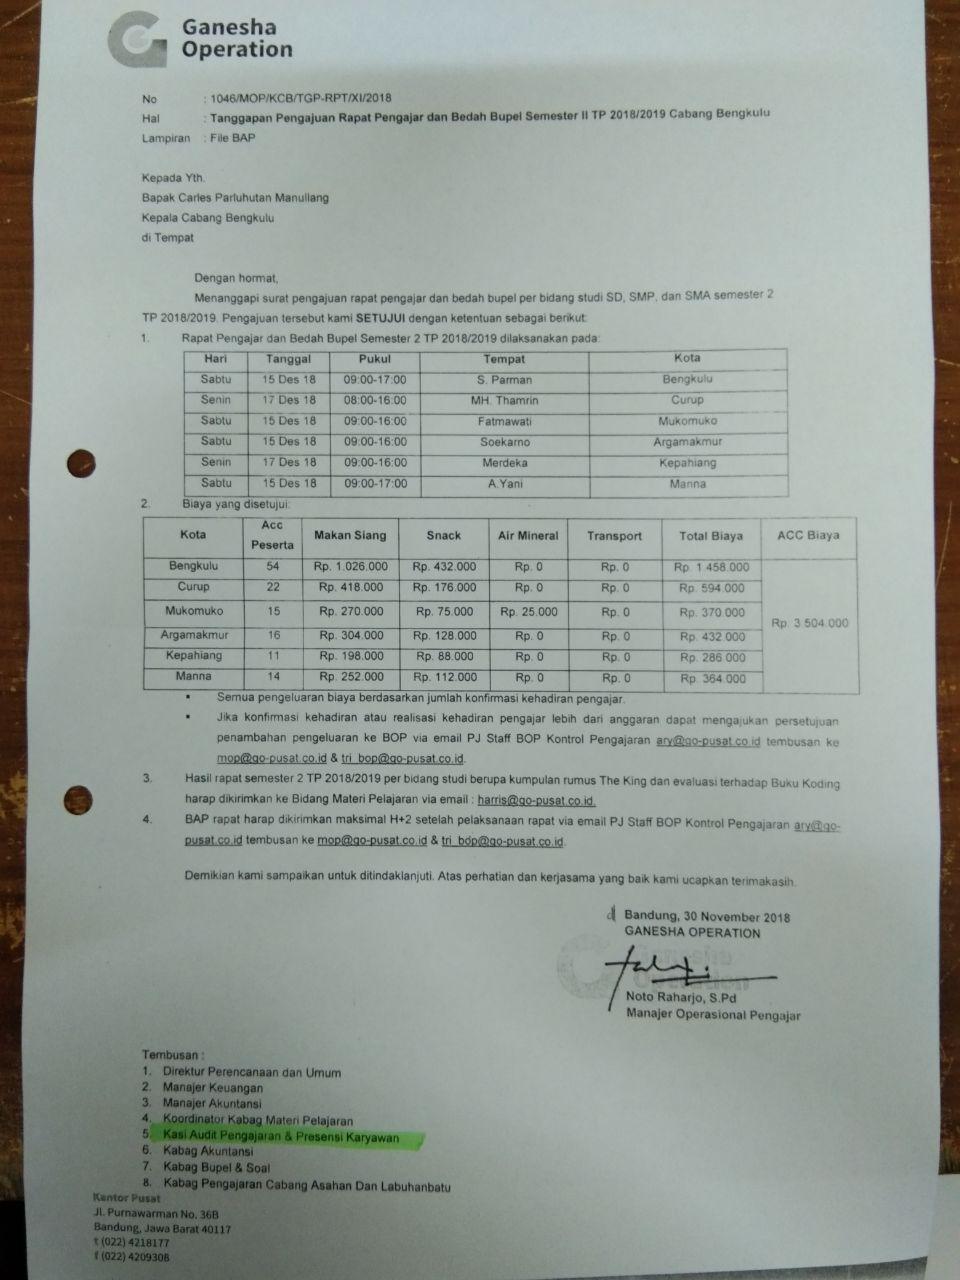 Ganesha
Operation
No : 1046/MOP/KCB/TGP-RPT/XI/2018
Hal : Tanggapan Pengajuan Rapat Pengajar dan Bedah Bupel Semester II TP 2018/2019 Cabang Bengkulu
Lampiran : File BAP
Kepada Yth.
Bapak Carles Parluhutan Manullang
Kepala Cabang Bengkulu
di Tempat
Dengan hormat,
Menanggapi surat pengajuan rapat pengajar dan bedah bupel per bidang studi SD, SMP, dan SMA semester 2
TP 2018/2019. Pengajuan tersebut kami SETUJUI dengan ketentuan sebagai berikut:
1. Rapat Pengajar dan Bedah Bupel Semester 2 TP 2018/2019 dilaksanakan pada:
Hari Tanggal Pukul Tempat Kota
Sabtu 15 Des 18 09:00-17:00 S. Parman Bengkulu
Senin 17 Des 18 08:00-16:00 MH. Thamrin Curup
Sabtu 15 Des 18 09:00-16:00 Fatmawati Mukomuko
Sabtu 15 Des 18 09:00-16:00 Soekarno Argamakmur
Senin 17 Des 18 09:00-16:00 Merdeka Kepahiang
Sabtu 15 Des 18 09:00-17:00 A.Yani Manna
2. Biaya yang disetujui:
Kota Acc Peserta Makan Siang Snack Air Mineral Transport Total Biaya ACC Biaya
Bengkulu 54 Rp. 1.026.000 Rp. 432.000 Rp. 0 Rp. 0 Rp. 1.458.000
Curup 22 Rp. 418.000 Rp. 176.000 Rp. 0 Rp. 0 Rp. 594.000
Mukomuko 15 Rp. 270.000 Rp. 75.000 Rp. 25.000 Rp. 0 Rp. 370.000
Rp. 3.504.000
Argamakmur 16 Rp. 304.000 Rp. 128.000 Rp. 0 Rp. 0 Rp. 432.000
Kepahiang 11 Rp. 198.000 Rp. 88.000 Rp. 0 Rp. 0 Rp. 286.000
Manna 14 Rp. 252.000 Rp. 112.000 Rp. 0 Rp. 0 Rp. 364.000
▪ Semua pengeluaran biaya berdasarkan jumlah konfirmasi kehadiran pengajar.
▪ Jika konfirmasi kehadiran atau realisasi kehadiran pengajar lebih dari anggaran dapat mengajukan persetujuan
penambahan pengeluaran ke BOP via email PJ Staff BOP Kontrol Pengajaran ary@go-pusat.co.id tembusan ke
mop@go-pusat.co.id & tri_bop@go-pusat.co.id.
3. Hasil rapat semester 2 TP 2018/2019 per bidang studi berupa kumpulan rumus The King dan evaluasi terhadap Buku Koding
harap dikirimkan ke Bidang Materi Pelajaran via email : harris@go-pusat.co.id.
4. BAP rapat harap dikirimkan maksimal H+2 setelah pelaksanaan rapat via email PJ Staff BOP Kontrol Pengajaran ary@go-
pusat.co.id tembusan ke mop@go-pusat.co.id & tri_bop@go-pusat.co.id.
Demikian kami sampaikan untuk ditindaklanjuti. Atas perhatian dan kerjasama yang baik kami ucapkan terimakasih.
Bandung, 30 November 2018
GANESHA OPERATION
Ganesha
Operation
Noto Raharjo, S.Pd
Manajer Operasional Pengajar
Tembusan :
1. Direktur Perencanaan dan Umum
2. Manajer Keuangan
3. Manajer Akuntansi
4. Koordinator Kabag Materi Pelajaran
5. Kasi Audit Pengajaran & Presensi Karyawan
6. Kabag Akuntansi
7. Kabag Bupel & Soal
8. Kabag Pengajaran Cabang Asahan Dan Labuhanbatu
Kantor Pusat
Jl. Purnawarman No. 36B
Bandung, Jawa Barat 40117
t (022) 4218177
f (022) 4209308